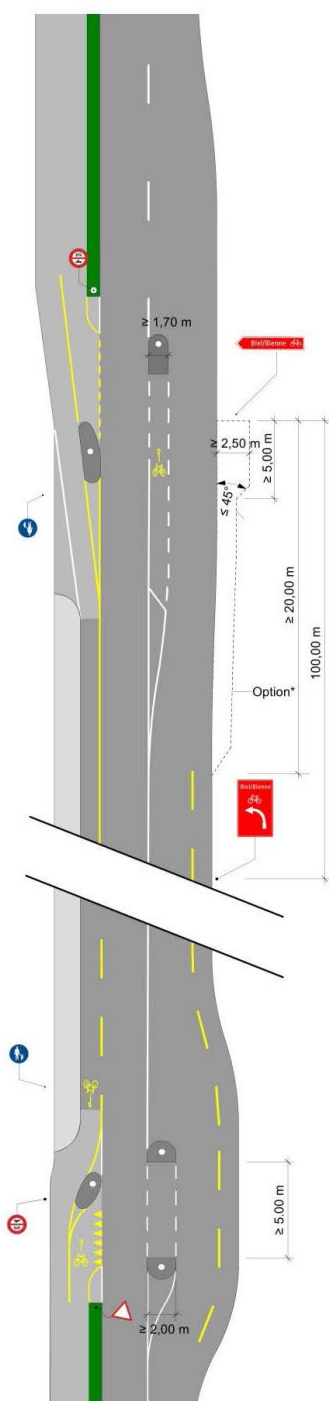 ≥ 1,70 m
Biel/Bienne
≥ 2,50 m
≥ 5,00 m
≤ 45°
≥ 20,00 m
100,00 m
Option*
Biel/Bienne
≥ 5.00 m
≥ 2,00 m